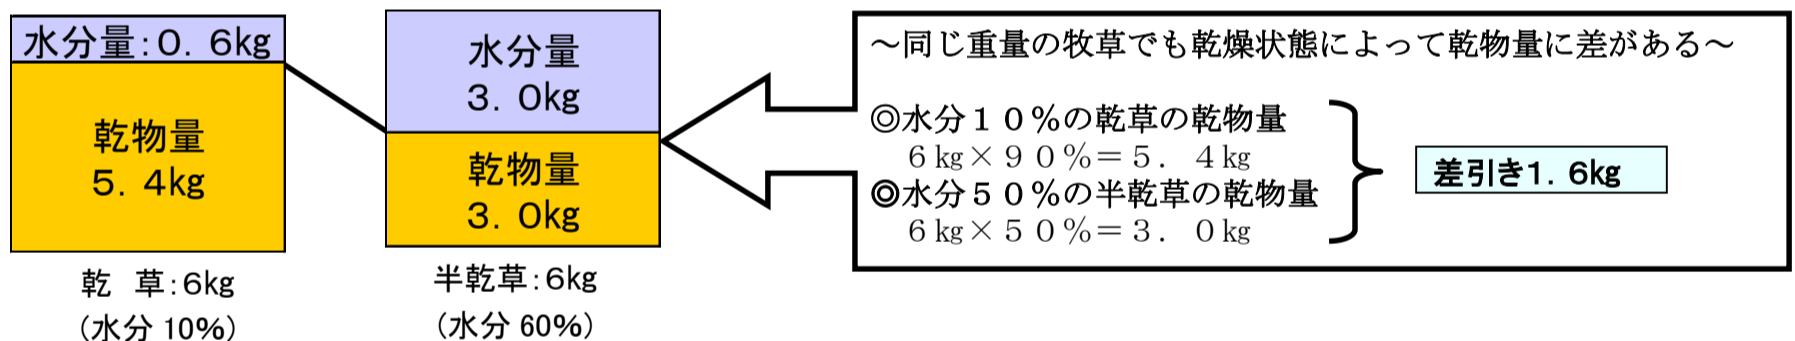 水分量:０．６kg
乾物量
５．４kg
乾　草:6kg
(水分 10%)
水分量
３．０kg
乾物量
３．０kg
半乾草:6kg
(水分 60%)
～同じ重量の牧草でも乾燥状態によって乾物量に差がある～
◎水分１０％の乾草の乾物量
６㎏×９０％＝５．４㎏
◎水分５０％の半乾草の乾物量
６㎏×５０％＝３．０㎏
差引き１．６kg